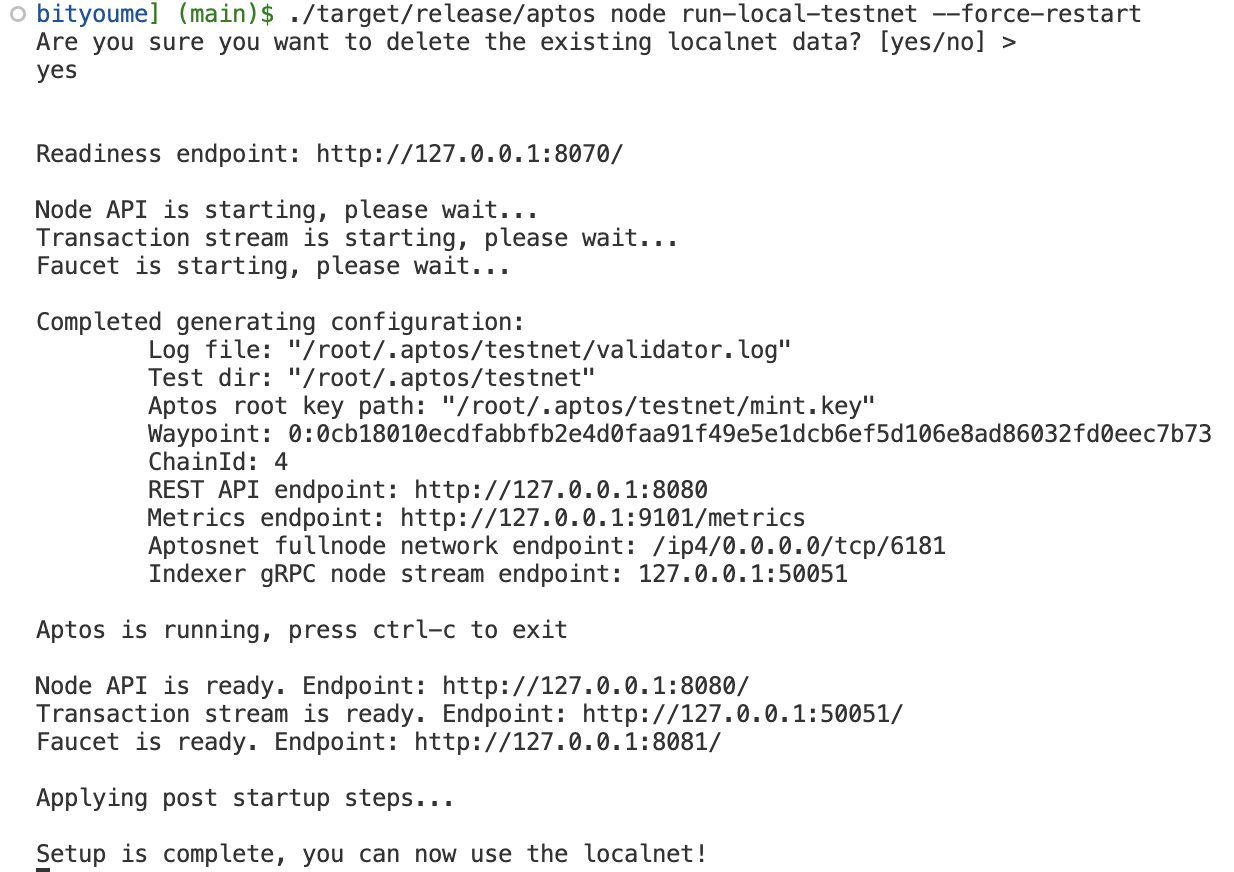 bityoume] (main)$ ./target/release/aptos node run-local-testnet --force-restart
Are you sure you want to delete the existing localnet data? [yes/no] >
yes
Readiness endpoint: http://127.0.0.1:8070/
Node API is starting, please wait...
Transaction stream is starting, please wait...
Faucet is starting, please wait...
Completed generating configuration:
Log file: "/root/.aptos/testnet/validator.log"
Test dir: "/root/.aptos/testnet"
Aptos root key path: "/root/.aptos/testnet/mint.key"
Waypoint: 0:0cb18010ecdfabbfb2e4d0faa91f49e5e1dcb6ef5d106e8ad86032fd0eec7b73
ChainId: 4
REST API endpoint: http://127.0.0.1:8080
Metrics endpoint: http://127.0.0.1:9101/metrics
Aptosnet fullnode network endpoint: /ip4/0.0.0.0/tcp/6181
Indexer gRPC node stream endpoint: 127.0.0.1:50051
Aptos is running, press ctrl-c to exit
Node API is ready. Endpoint: http://127.0.0.1:8080/
Transaction stream is ready. Endpoint: http://127.0.0.1:50051/
Faucet is ready. Endpoint: http://127.0.0.1:8081/
Applying post startup steps...
Setup is complete, you can now use the localnet!